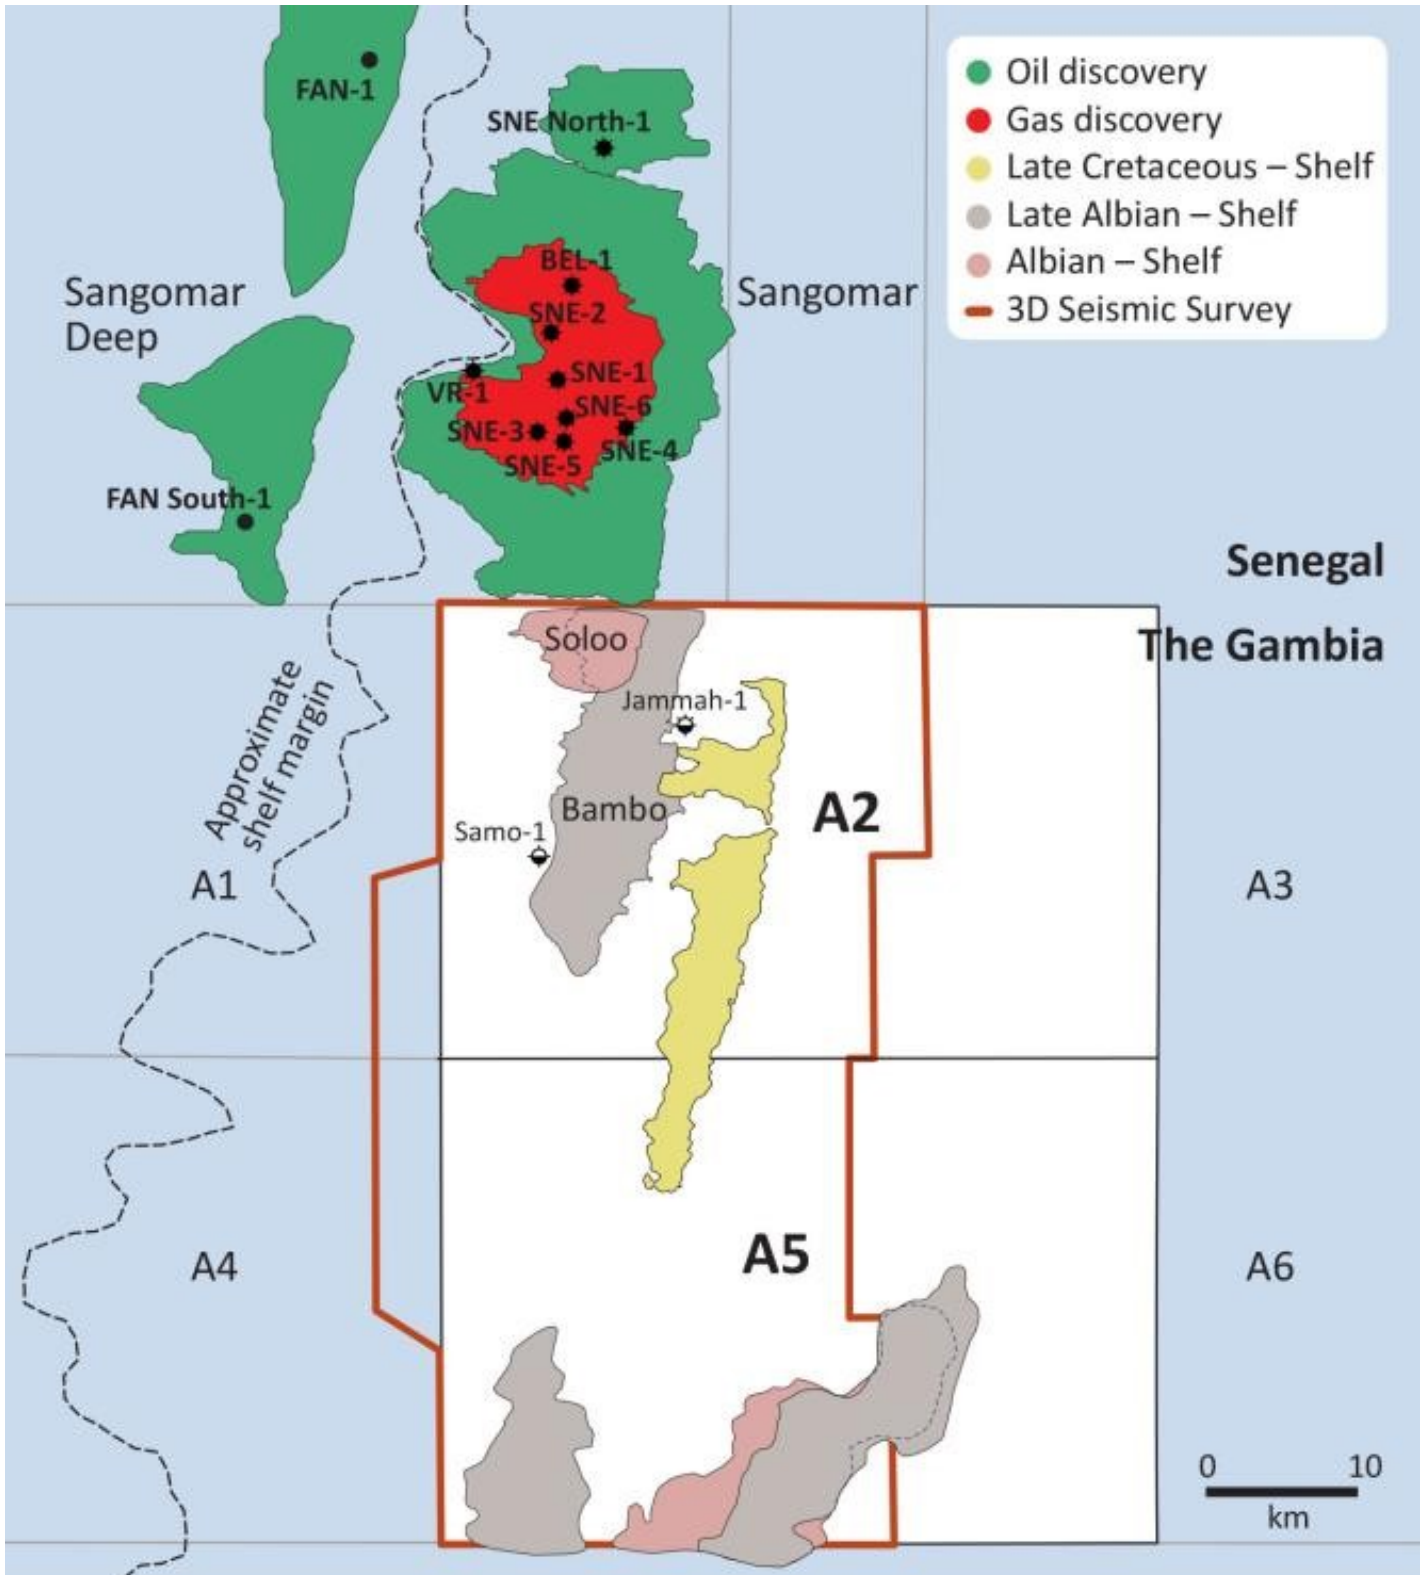 FAN-1
SNE North-1
Oil discovery
Gas discovery
Late Cretaceous – Shelf
Late Albian – Shelf
Albian – Shelf
3D Seismic Survey
Sangomar
Deep
BEL-1
SNE-2
Sangomar
SNE-1
VR-1
SNE-6
SNE-3
SNE-4
SNE-5
FAN South-1
Senegal
The Gambia
Soloo
Jammah-1
Approximate
shelf margin
Bambo
A2
Samo-1
A1
A3
A5
A4
A6
0 10
km